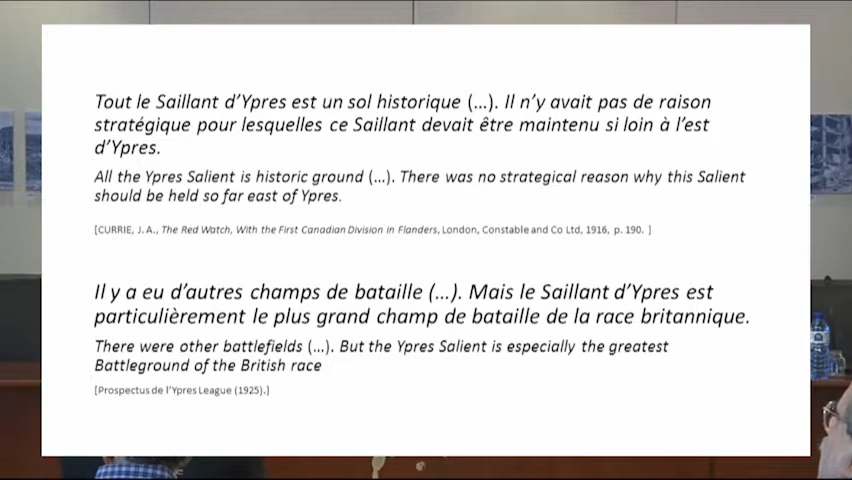 Tout le Saillant d'Ypres est un sol historique (…). Il n'y avait pas de raison
stratégique pour lesquelles ce Saillant devait être maintenu si loin à l'est
d'Ypres.
All the Ypres Salient is historic ground (…). There was no strategical reason why this Salient
should be held so far east of Ypres.
[CURRIE, J.A., The Red Watch, With the First Canadian Division in Flanders, London, Constable and Co Ltd, 1916, p. 190. ]
Il y a eu d'autres champs de bataille (…). Mais le Saillant d'Ypres est
particulièrement le plus grand champ de bataille de la race britannique.
There were other battlefields (…). But the Ypres Salient is especially the greatest
Battleground of the British race
[Prospectus de l'Ypres League (1925).]